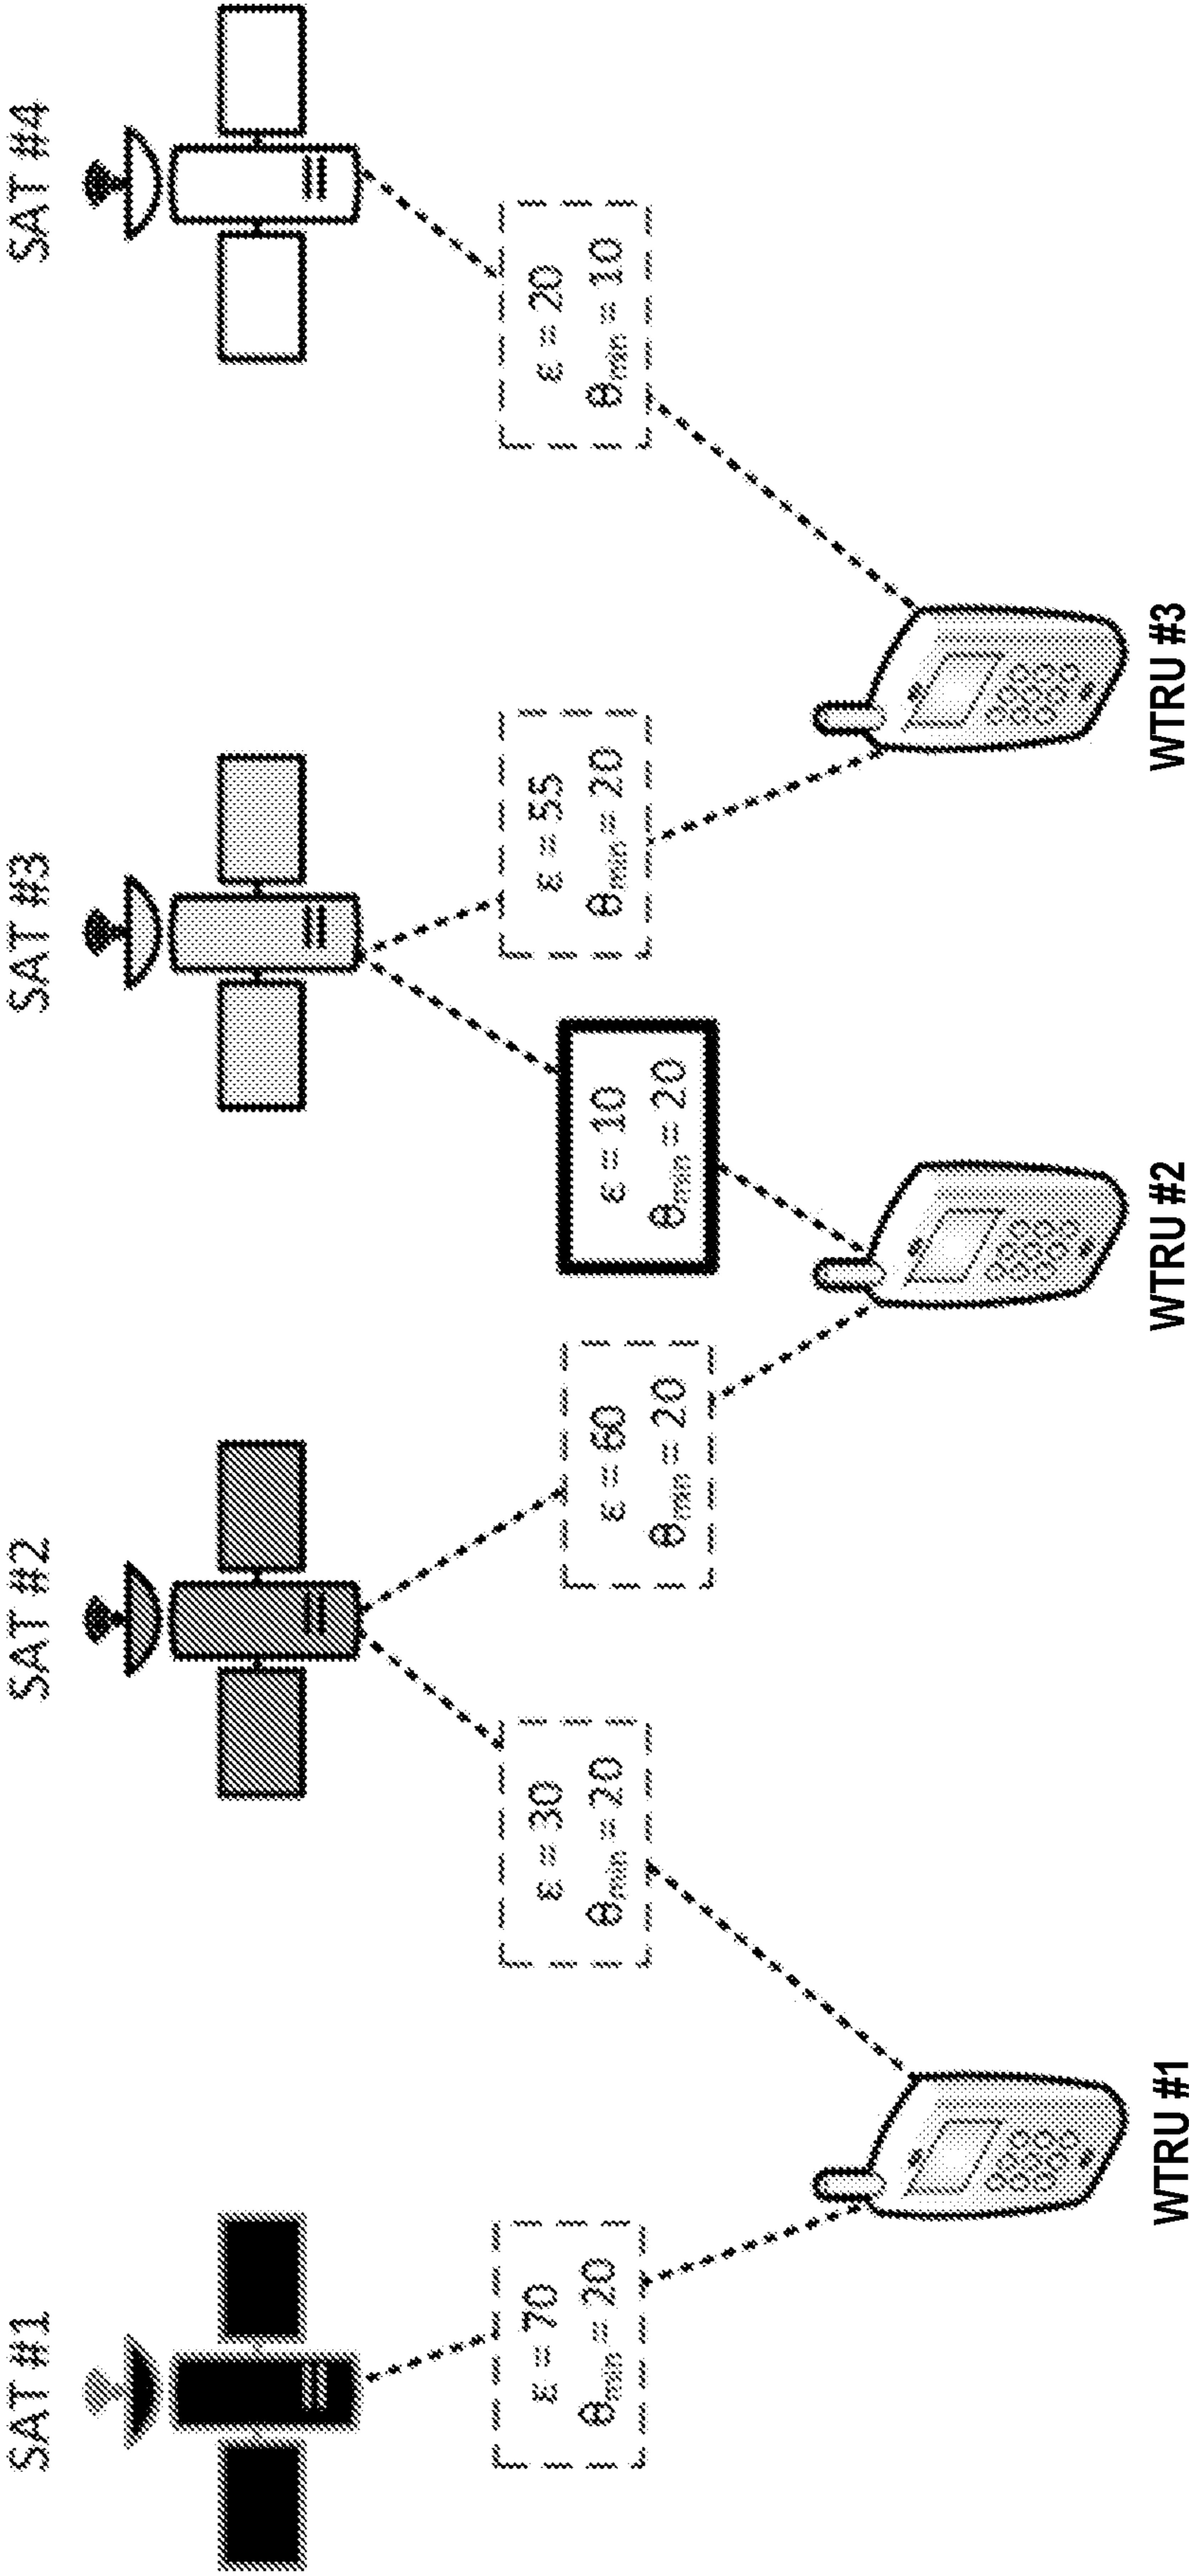 SAT #1
SAT #2
SAT #3
SAT #4
ε = 70
θmin = 20
ε = 30
θmin = 20
ε = 60
θmin = 20
ε = 10
θmin = 20
ε = 55
θmin = 20
ε = 20
θmin = 10
WTRU #1
WTRU #2
WTRU #3